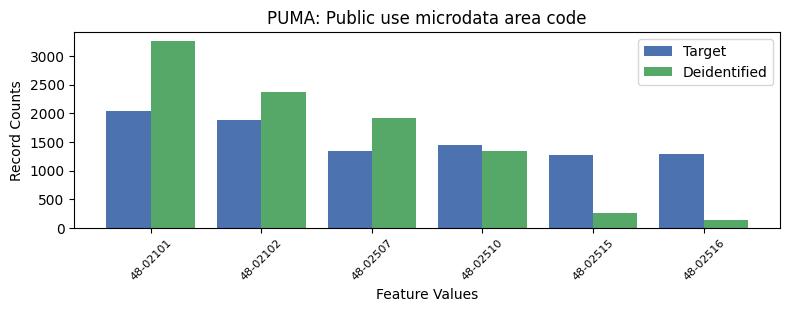 PUMA: Public use microdata area code
Target
Deidentified
Record Counts
3000
2500
2000
1500
1000
500
0
48-02101
48-02102
48-02507
48-02510
48-02515
48-02516
Feature Values